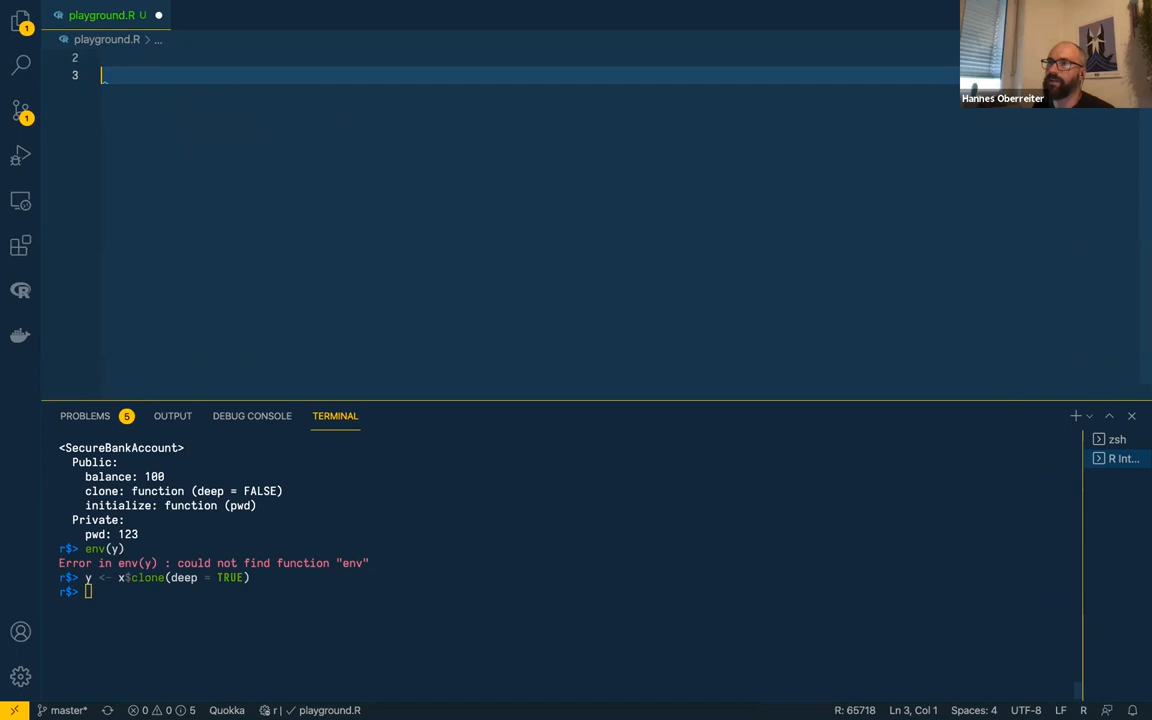 playground.R U
playground.R > ...
1
2
3
1
Hannes Oberreiter
PROBLEMS 5 OUTPUT DEBUG CONSOLE TERMINAL
<SecureBankAccount>
Public:
balance: 100
clone: function (deep = FALSE)
initialize: function (pwd)
Private:
pwd: 123
r$> env(y)
Error in env(y) : could not find function "env"
r$> y <- x$clone(deep = TRUE)
r$>
zsh
R Int...
master* 0 0 5 Quokka r | ✓ playground.R R: 65718 Ln 3, Col 1 Spaces: 4 UTF-8 LF R